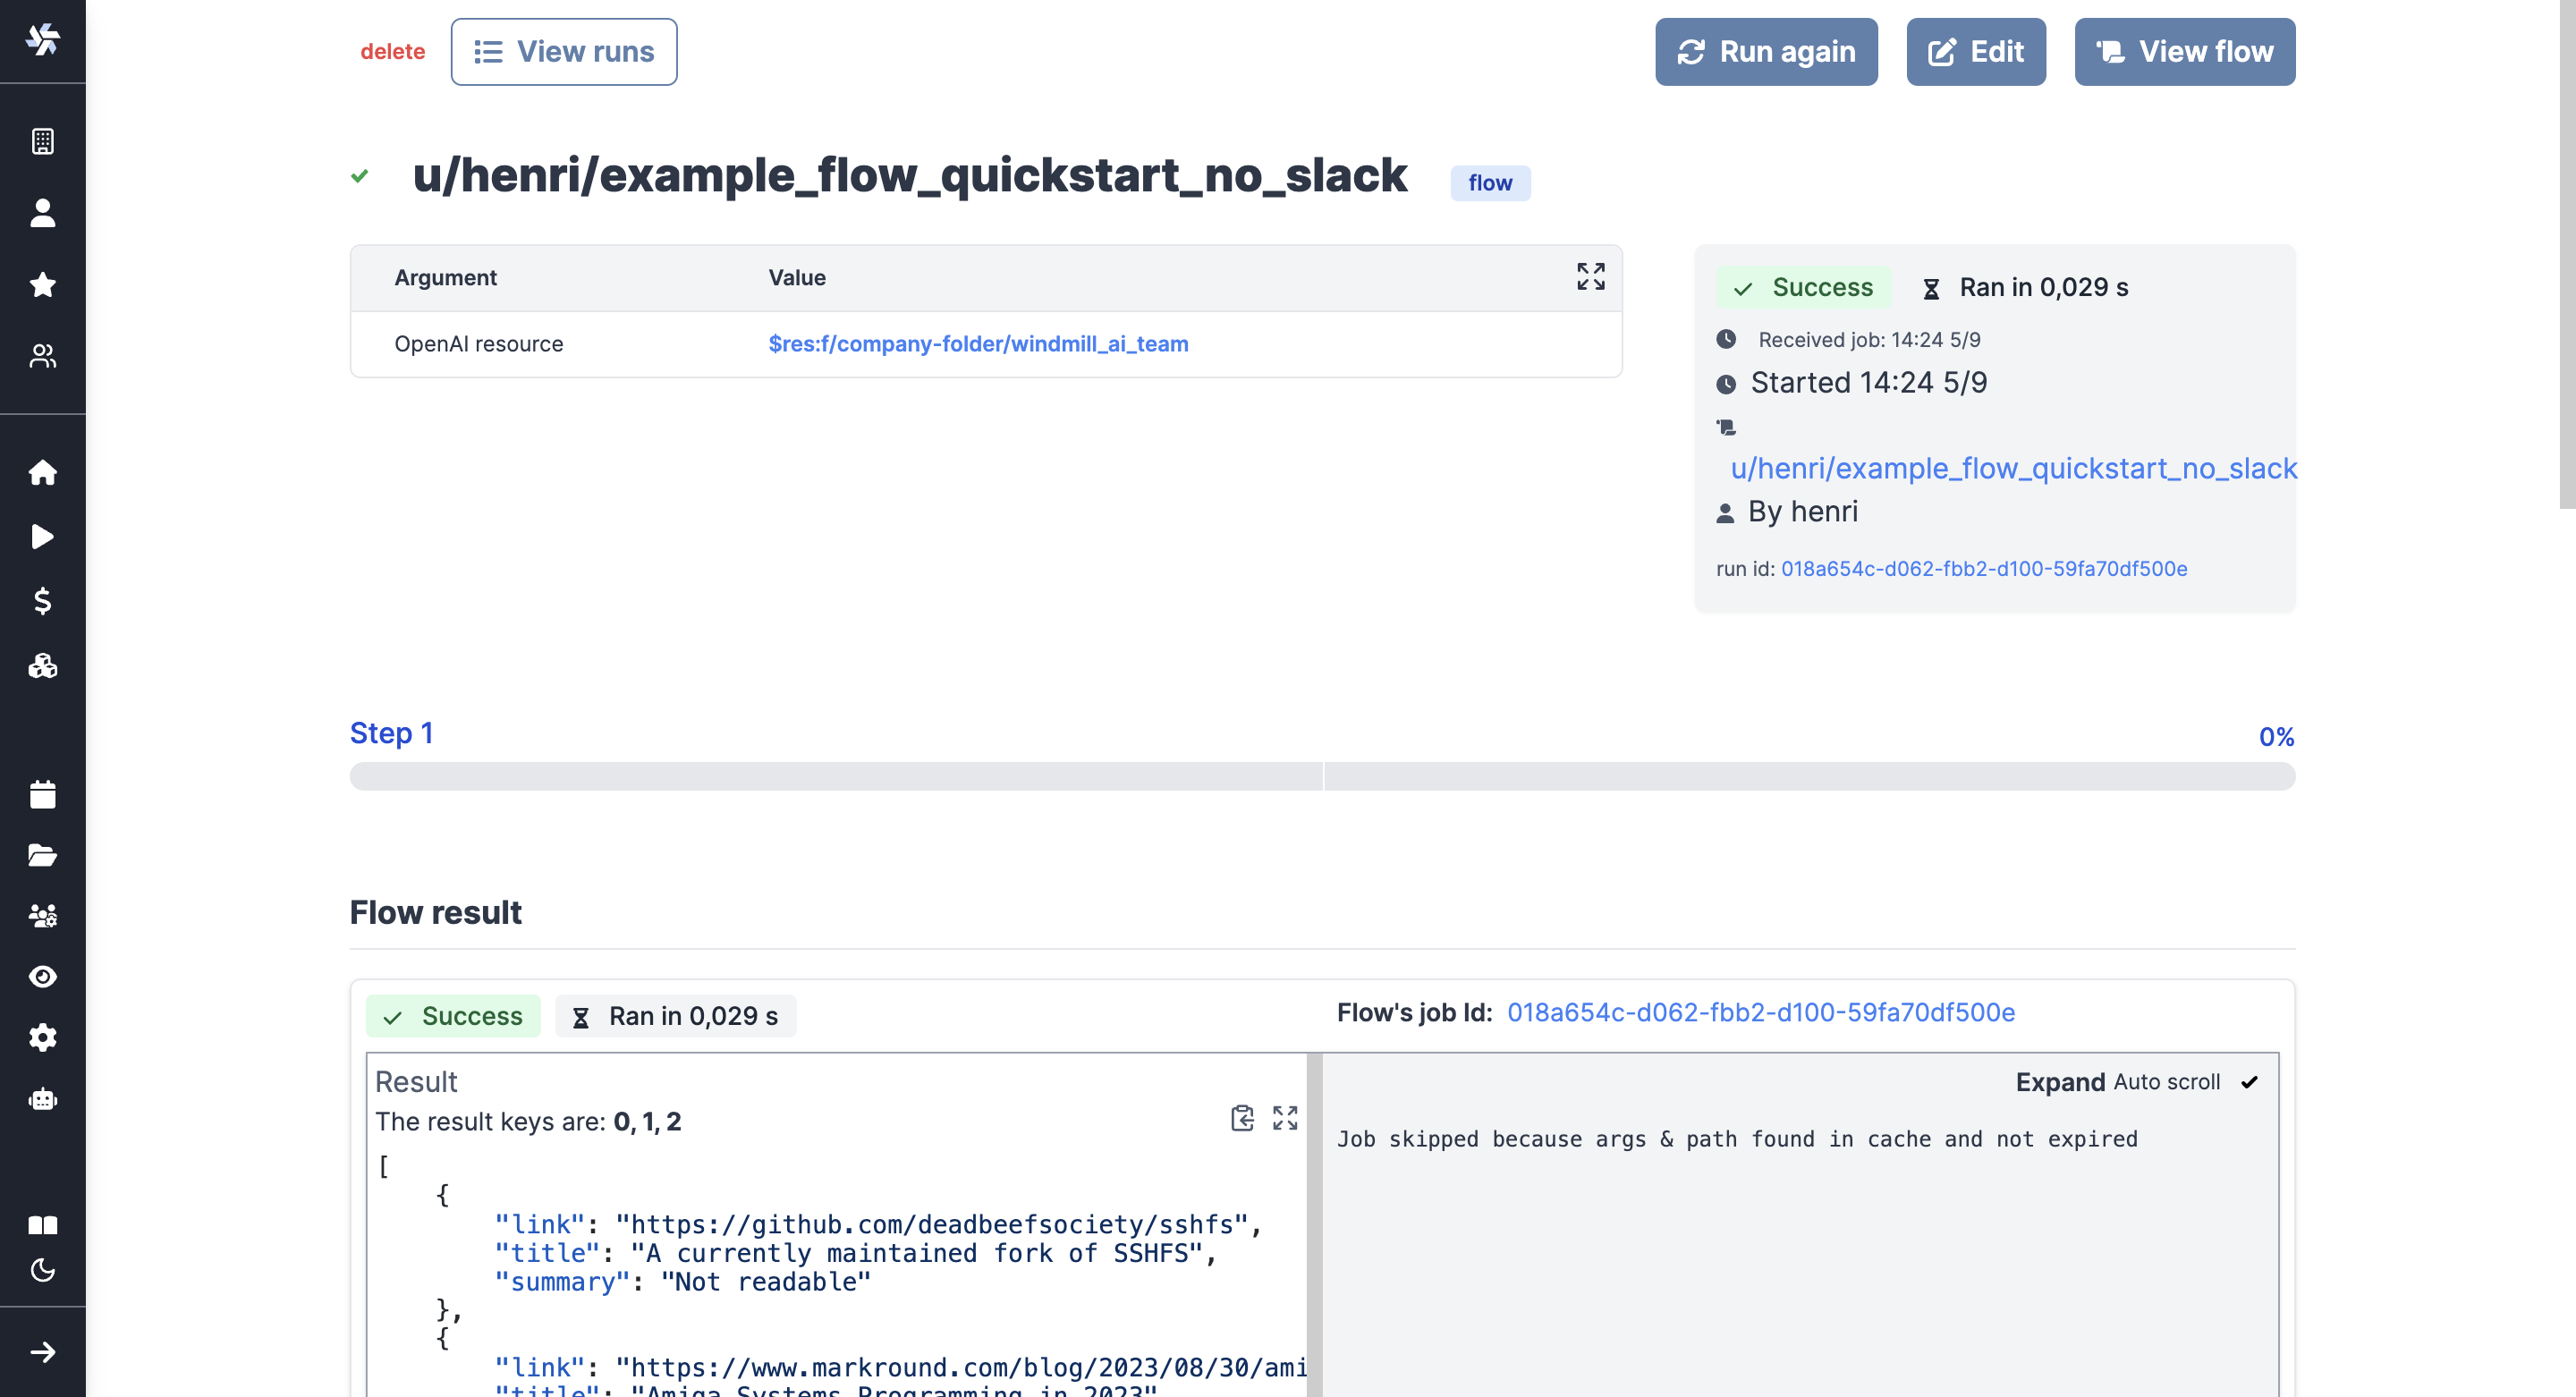 delete
View runs
Run again
Edit
View flow
u/henri/example_flow_quickstart_no_slack
flow
Argument Value
OpenAI resource $res:f/company-folder/windmill_ai_team
Success
Ran in 0,029 s
Received job: 14:24 5/9
Started 14:24 5/9
u/henri/example_flow_quickstart_no_slack
By henri
run id: 018a654c-d062-fbb2-d100-59fa70df500e
Step 1
0%
Flow result
Success
Ran in 0,029 s
Flow's job Id: 018a654c-d062-fbb2-d100-59fa70df500e
Result
The result keys are: 0, 1, 2
[
{
"link": "https://github.com/deadbeefsociety/sshfs",
"title": "A currently maintained fork of SSHFS",
"summary": "Not readable"
},
{
"link": "https://www.markround.com/blog/2023/08/30/ami
"title": "Amiga Systems Programming in 2023"
Expand Auto scroll
Job skipped because args & path found in cache and not expired